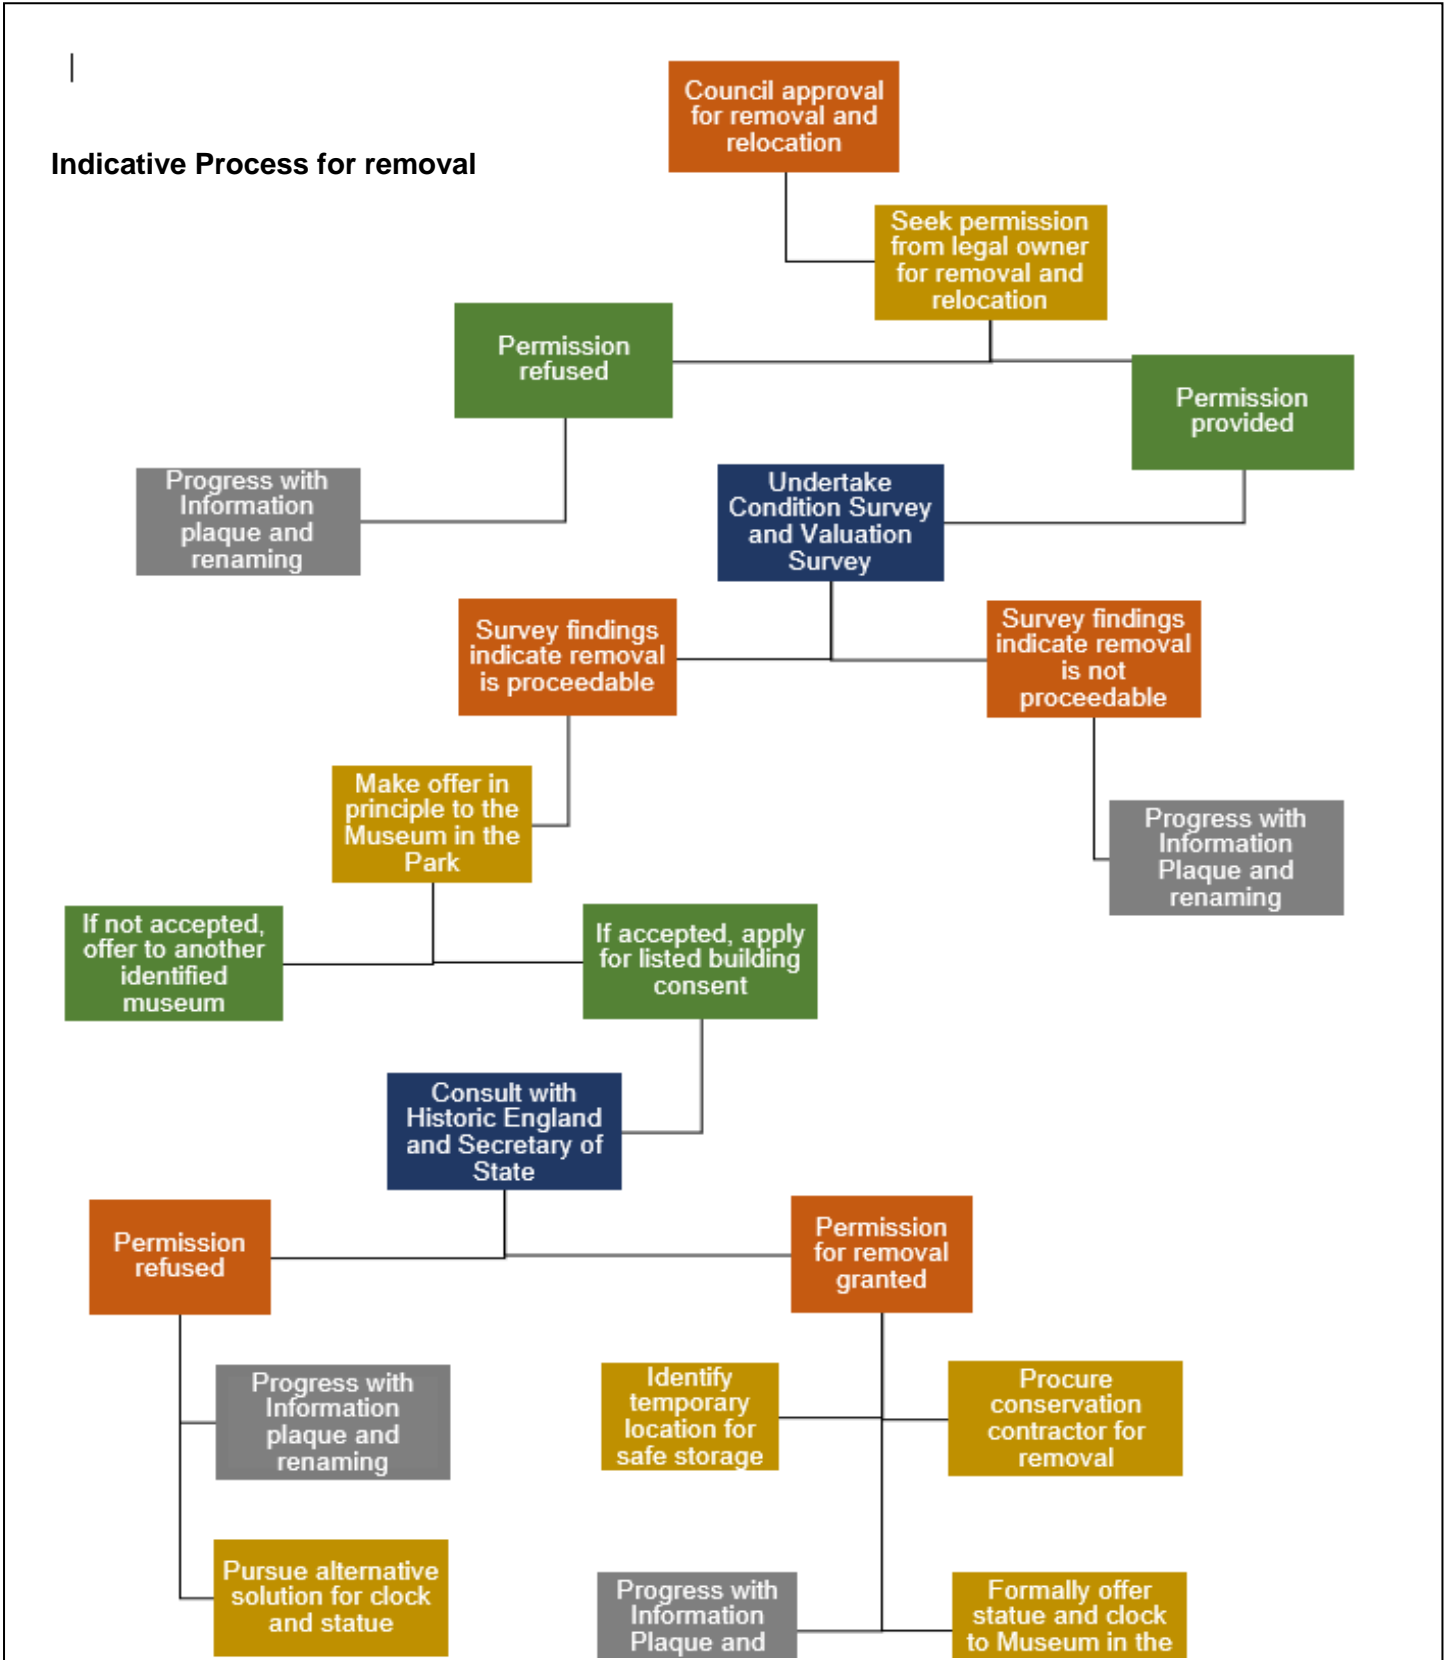 Indicative Process for removal
Council approval
for removal and
relocation
Seek permission
from legal owner
for removal and
relocation
Permission
refused
Permission
provided
Progress with
Information
plaque and
renaming
Undertake
Condition Survey
and Valuation
Survey
Survey findings
indicate removal
is proceedable
Survey findings
indicate removal
is not
proceedable
Make offer in
principle to the
Museum in the
Park
Progress with
Information
Plaque and
renaming
If not accepted,
offer to another
identified
museum
If accepted, apply
for listed building
consent
Consult with
Historic England
and Secretary of
State
Permission
refused
Permission
for removal
granted
Progress with
Information
plaque and
renaming
Identify
temporary
location for
safe storage
Procure
conservation
contractor for
removal
Pursue alternative
solution for clock
and statue
Progress with
Information
Plaque and
Formally offer
statue and clock
to Museum in the